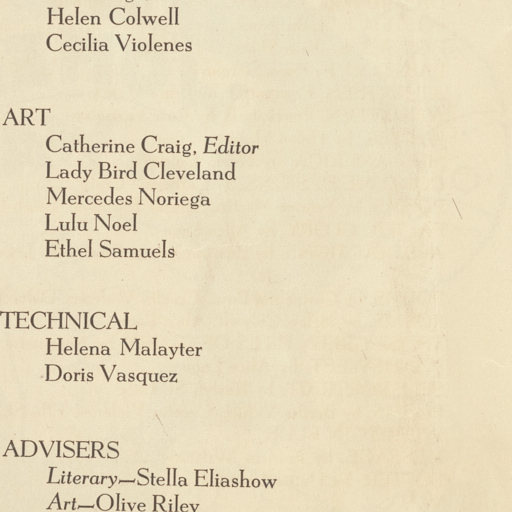 Helen Colwell
Cecilia Violenes
ART
Catherine Craig, Editor
Lady Bird Cleveland
Mercedes Noriega
Lulu Noel
Ethel Samuels
TECHNICAL
Helena Malayter
Doris Vasquez
ADVISERS
Literary—Stella Eliashow
Art—Olive Riley